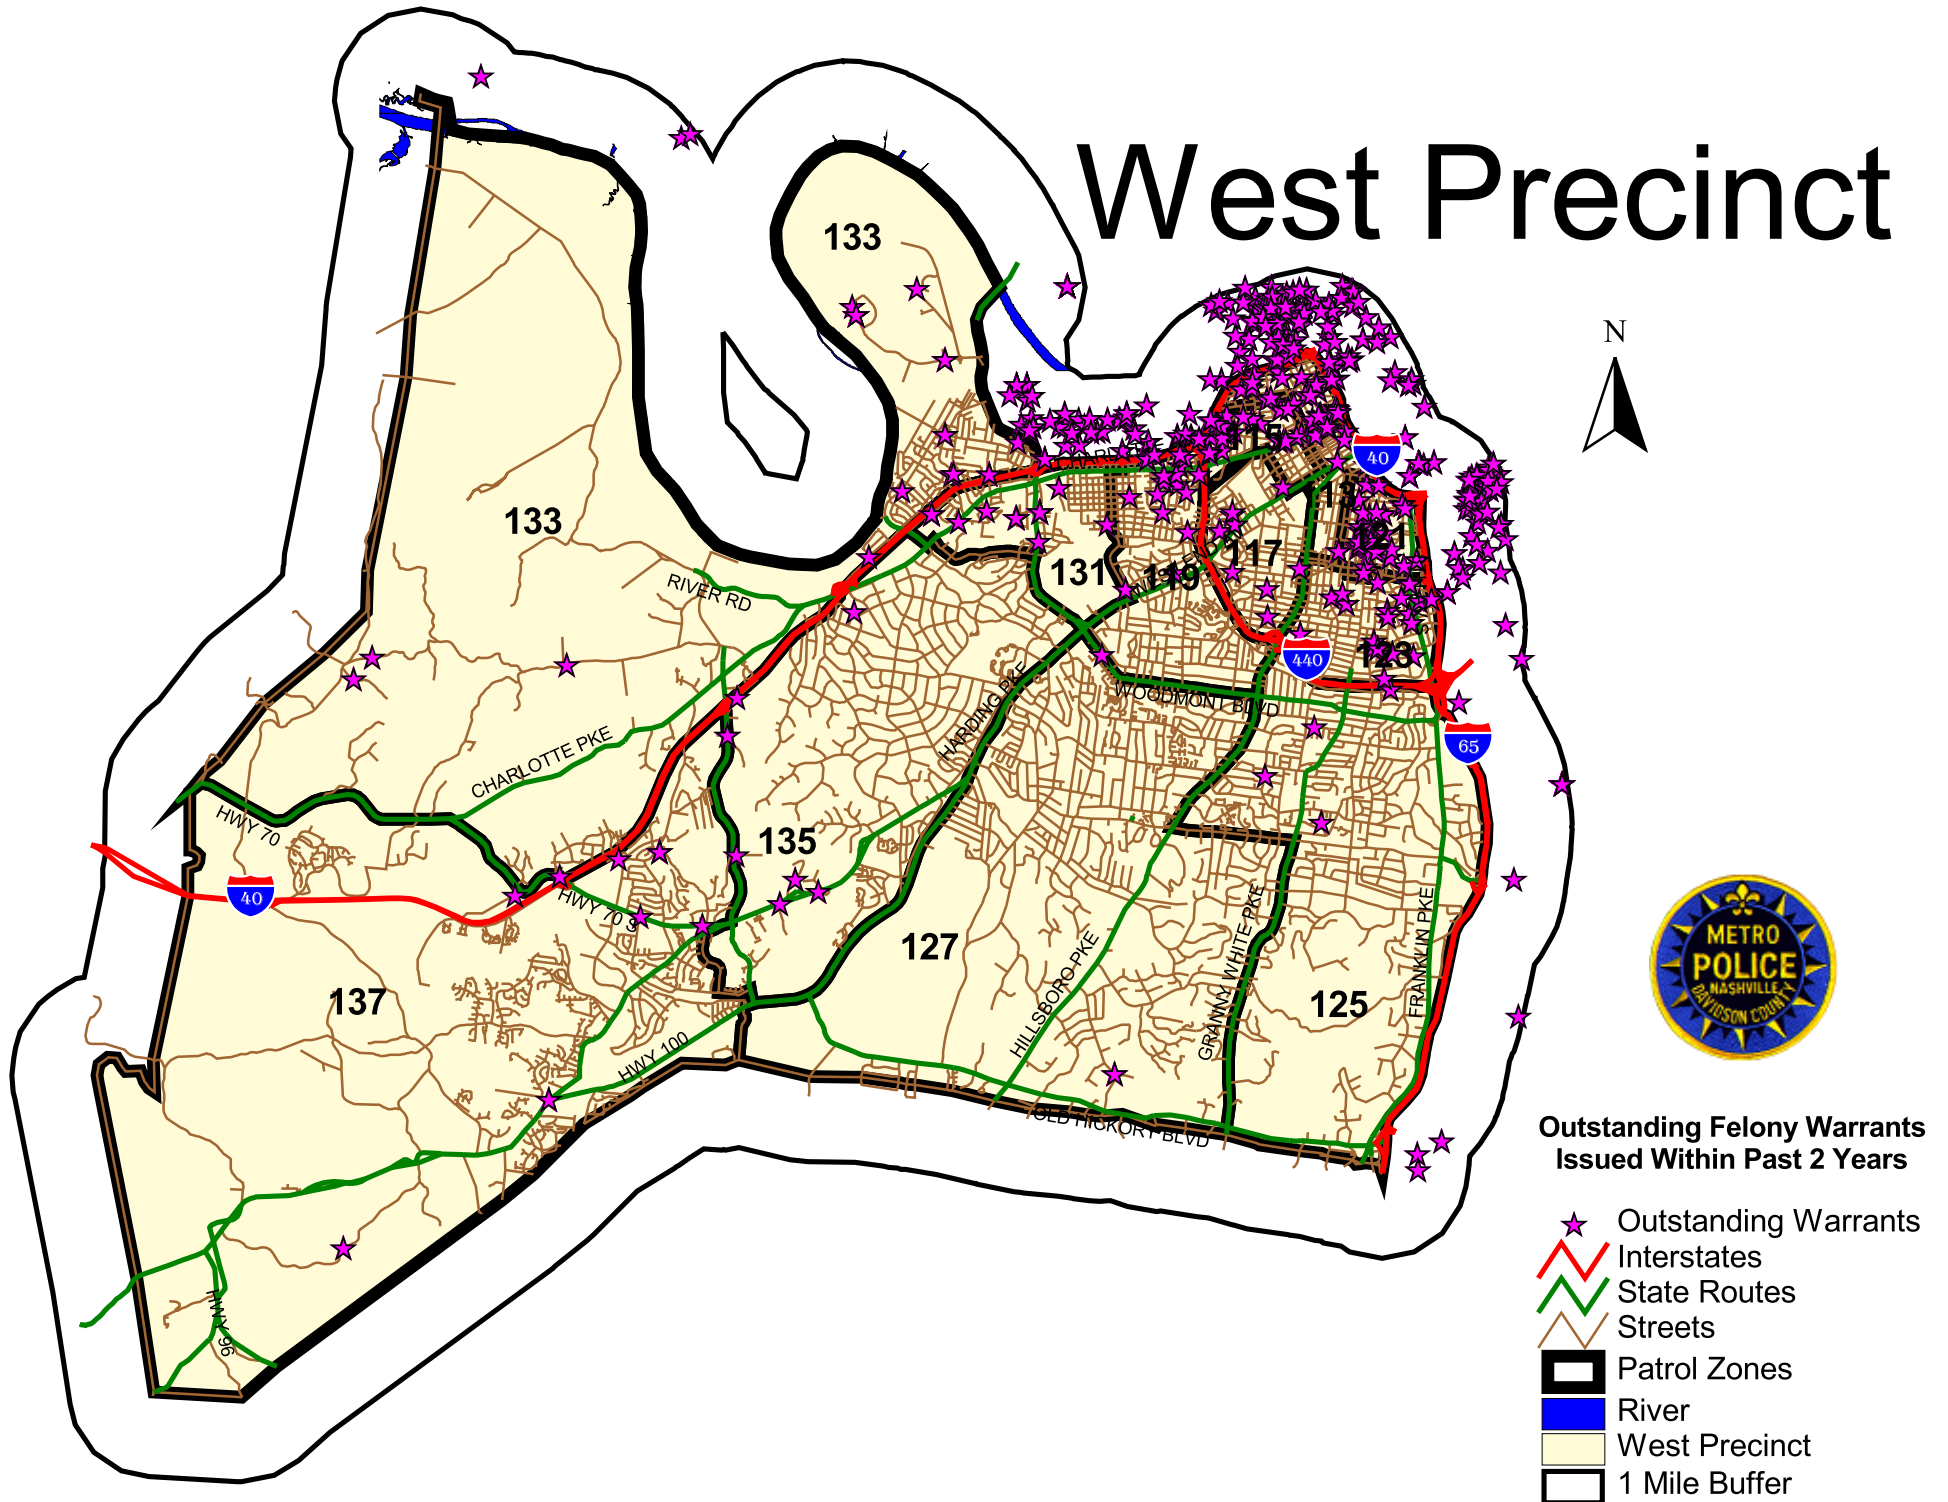 West Precinct
N
133
133
115
40
13
121
117
131
119
RIVER RD
440
123
WOODMONT BLVD
HARDING PKE
65
CHARLOTTE PKE
HWY 70
135
40
HWY 70 S
127
137
HILLSBORO PKE
GRANNY WHITE PKE
FRANKLIN PKE
125
HWY 100
OLD HICKORY BLVD
HWY 96
METRO
POLICE
NASHVILLE
DAVIDSON COUNTY
Outstanding Felony Warrants
Issued Within Past 2 Years
Outstanding Warrants
Interstates
State Routes
Streets
Patrol Zones
River
West Precinct
1 Mile Buffer